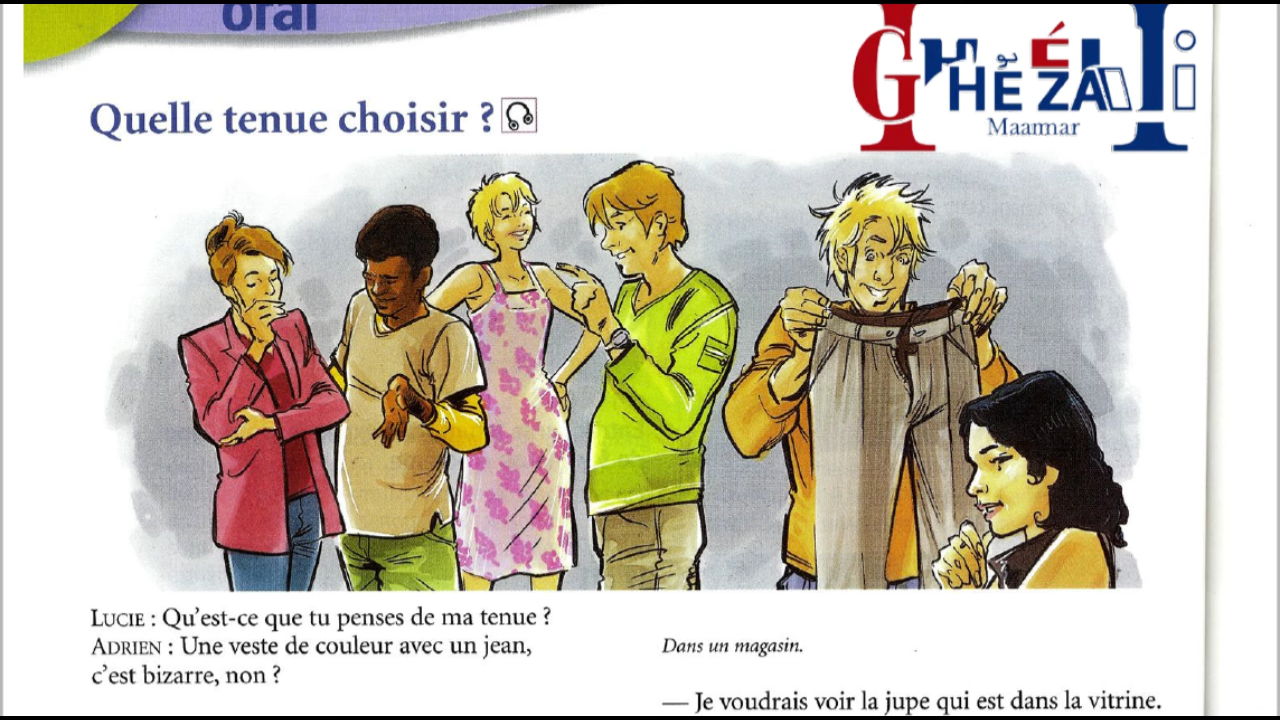 oral
GHEZALI
Maamar
Quelle tenue choisir ?
LUCIE : Qu'est-ce que tu penses de ma tenue ?
ADRIEN : Une veste de couleur avec un jean,
c'est bizarre, non ?
Dans un magasin.
— Je voudrais voir la jupe qui est dans la vitrine.